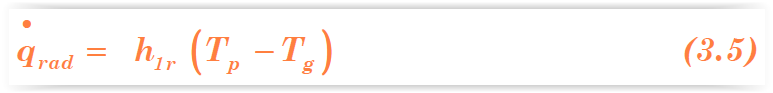 q̇_rad = h_1r (T_p − T_g) (3.5)